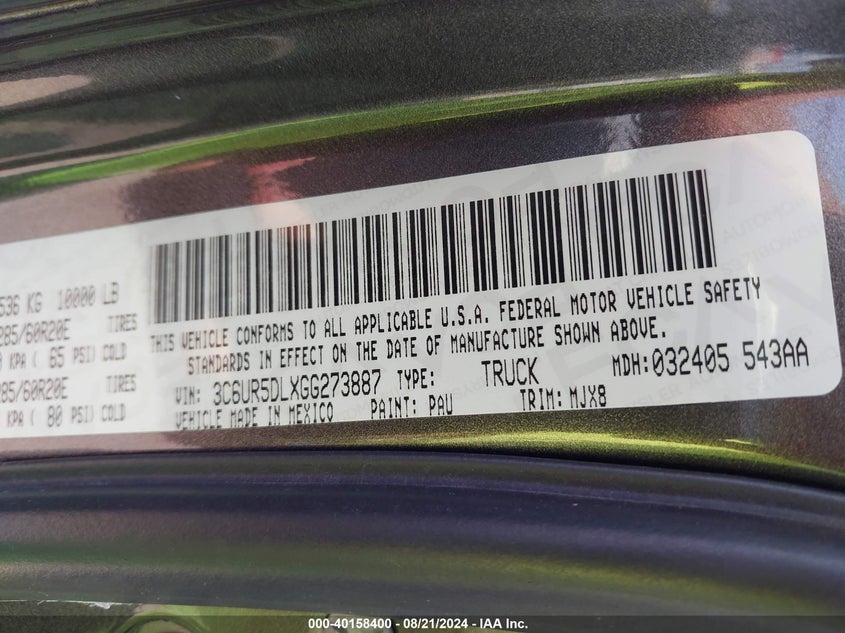 536 KG 10000 LB
285/60R20E TIRES
KPA ( 65 PSI) COLD
285/60R20E TIRES
KPA ( 80 PSI) COLD
THIS VEHICLE CONFORMS TO ALL APPLICABLE U.S.A. FEDERAL MOTOR VEHICLE SAFETY
STANDARDS IN EFFECT ON THE DATE OF MANUFACTURE SHOWN ABOVE.
VIN: 3C6UR5DLXGG273887 TYPE: TRUCK MDH:032405 543AA
VEHICLE MADE IN MEXICO PAINT: PAU TRIM: MJX8
000-40158400 - 08/21/2024 - IAA Inc.